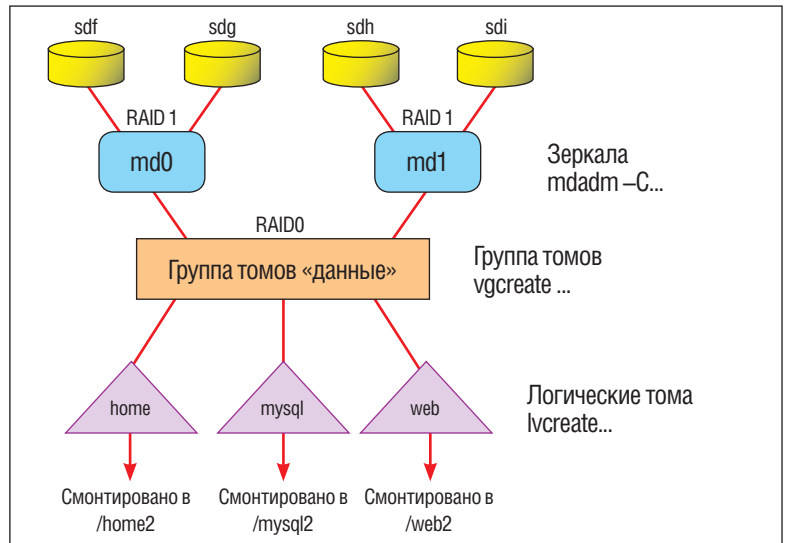 sdf
sdg
sdh
sdi
RAID 1
RAID 1
md0
md1
Зеркала
mdadm –C...
RAID0
Группа томов «данные»
Группа томов
vgcreate ...
home
mysql
web
Логические тома
lvcreate...
Смонтировано в
/home2
Смонтировано в
/mysql2
Смонтировано в
/web2